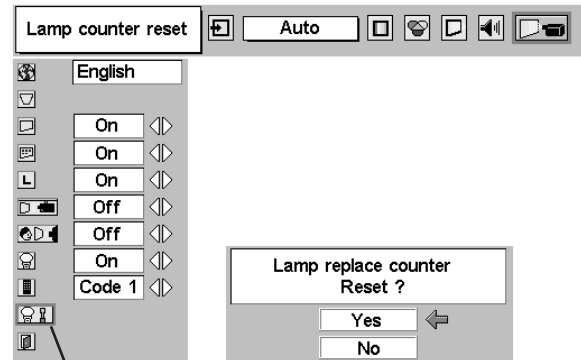 Lamp counter reset
Auto
English
On
On
L
On
Off
Off
On
Code 1
Lamp replace counter
Reset ?
Yes
No